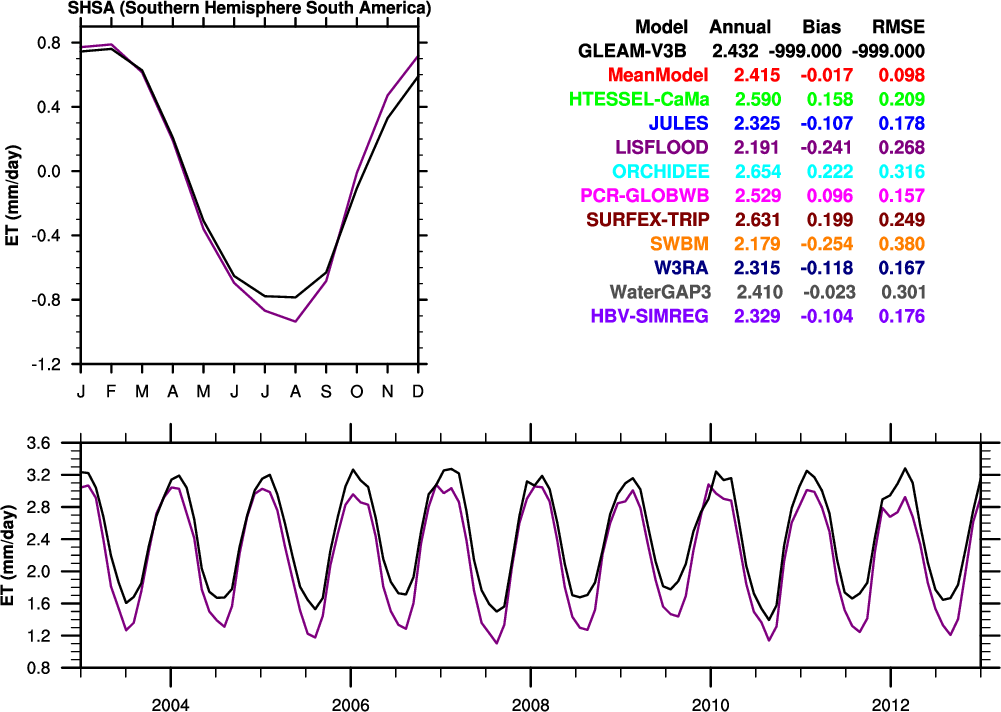 SHSA (Southern Hemisphere South America)
0.8
0.4
0.0
-0.4
-0.8
-1.2
ET (mm/day)
J F M A M J J A S O N D
Model Annual Bias RMSE
GLEAM-V3B 2.432 -999.000 -999.000
MeanModel 2.415 -0.017 0.098
HTESSEL-CaMa 2.590 0.158 0.209
JULES 2.325 -0.107 0.178
LISFLOOD 2.191 -0.241 0.268
ORCHIDEE 2.654 0.222 0.316
PCR-GLOBWB 2.529 0.096 0.157
SURFEX-TRIP 2.631 0.199 0.249
SWBM 2.179 -0.254 0.380
W3RA 2.315 -0.118 0.167
WaterGAP3 2.410 -0.023 0.301
HBV-SIMREG 2.329 -0.104 0.176
3.6
3.2
2.8
2.4
2.0
1.6
1.2
0.8
ET (mm/day)
2004 2006 2008 2010 2012